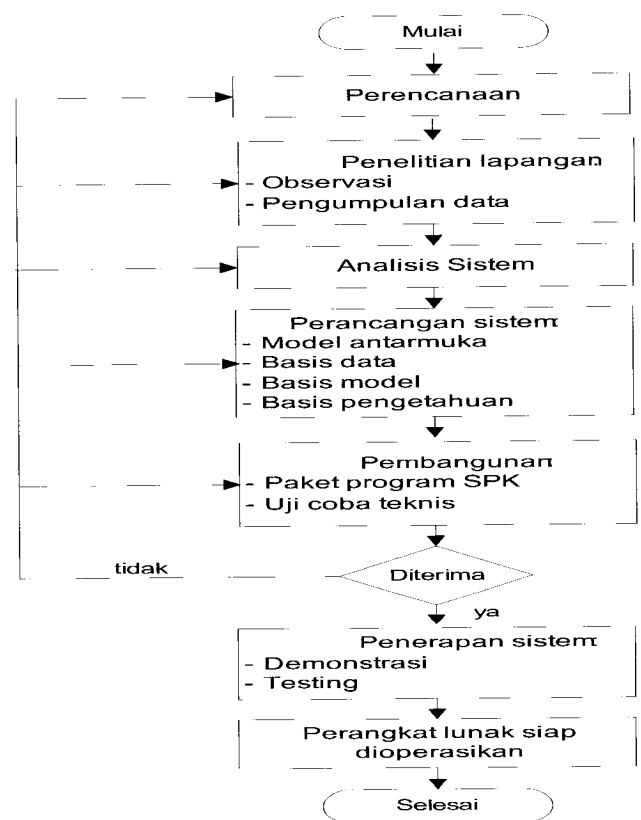 Mulai
Perencanaan
Penelitian lapangan
- Observasi
- Pengumpulan data
Analisis Sistem
Perancangan sistem
- Model antarmuka
- Basis data
- Basis model
- Basis pengetahuan
Pembangunan
- Paket program SPK
- Uji coba teknis
tidak
Diterima
ya
Penerapan sistem
- Demonstrasi
- Testing
Perangkat lunak siap
dioperasikan
Selesai